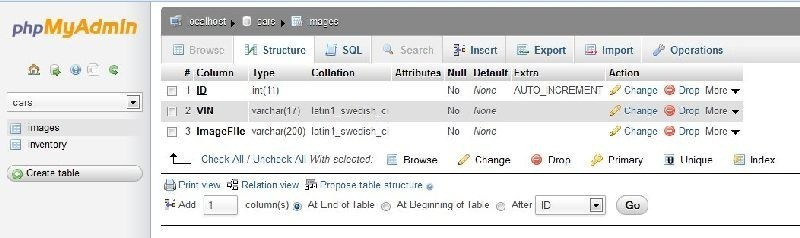 phpMyAdmin
localhost cars images
Browse Structure SQL Search Insert Export Import Operations
# Column Type Collation Attributes Null Default Extra Action
1 ID int(11) No None AUTO_INCREMENT Change Drop More
2 VIN varchar(17) latin1_swedish_ci No None Change Drop More
3 ImageFile varchar(200) latin1_swedish_ci No None Change Drop More
Check All / Uncheck All With selected: Browse Change Drop Primary Unique Index
Print view Relation view Propose table structure
Add 1 column(s) At End of Table At Beginning of Table After ID Go
cars
images
inventory
Create table